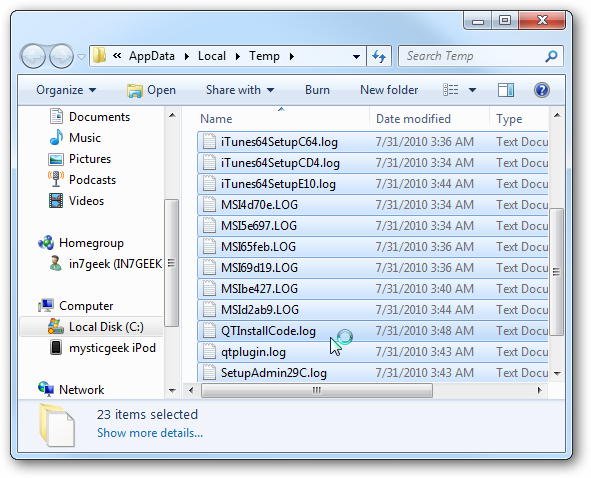 « AppData Local Temp Search Temp
Organize Open Share with Burn New folder
Documents
Music
Pictures
Podcasts
Videos
Homegroup
in7geek (IN7GEEK
Computer
Local Disk (C:)
mysticgeek iPod
Network
Name Date modified Type
iTunes64SetupC64.log 7/31/2010 3:36 AM Text Docu
iTunes64SetupCD4.log 7/31/2010 3:34 AM Text Docu
iTunes64SetupE10.log 7/31/2010 3:44 AM Text Docu
MSI4d70e.LOG 7/31/2010 3:34 AM Text Docu
MSI5e697.LOG 7/31/2010 3:34 AM Text Docu
MSI65feb.LOG 7/31/2010 3:36 AM Text Docu
MSI69d19.LOG 7/31/2010 3:36 AM Text Docu
MSIbe427.LOG 7/31/2010 3:40 AM Text Docu
MSId2ab9.LOG 7/31/2010 3:44 AM Text Docu
QTInstallCode.log 7/31/2010 3:48 AM Text Docu
qtplugin.log 7/31/2010 3:43 AM Text Docu
SetupAdmin29C.log 7/31/2010 3:43 AM Text Docu
23 items selected
Show more details...